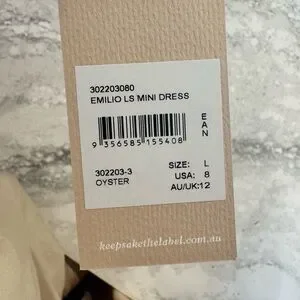 302203080
EMILIO LS MINI DRESS
EAN
9 356585 155408
302203-3
OYSTER
SIZE: L
USA: 8
AU/UK: 12
keepsakethelabel.com.au